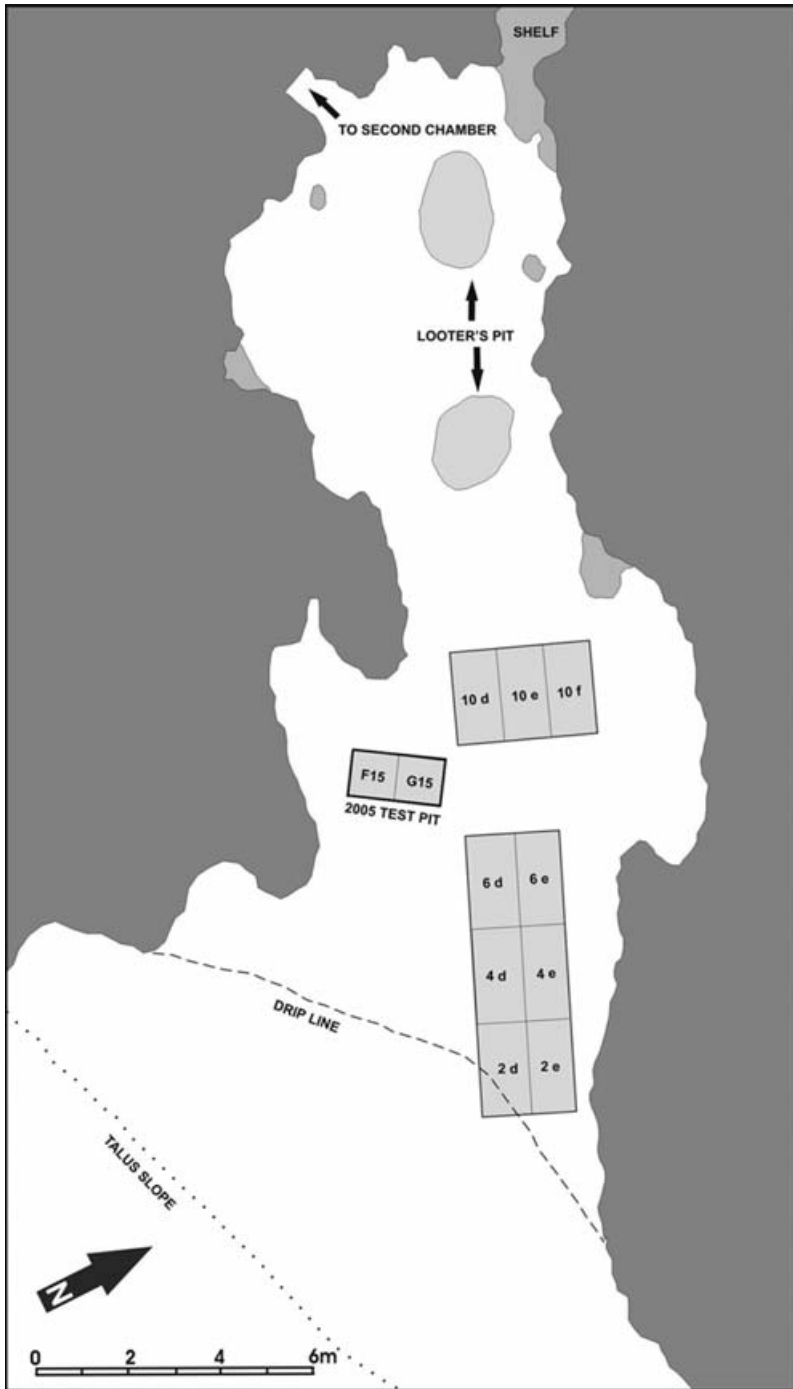 SHELF
TO SECOND CHAMBER
LOOTER'S PIT
10 d 10 e 10 f
F15 G15
2005 TEST PIT
6 d 6 e
4 d 4 e
DRIP LINE
2 d 2 e
TALUS SLOPE
N
0 2 4 6m